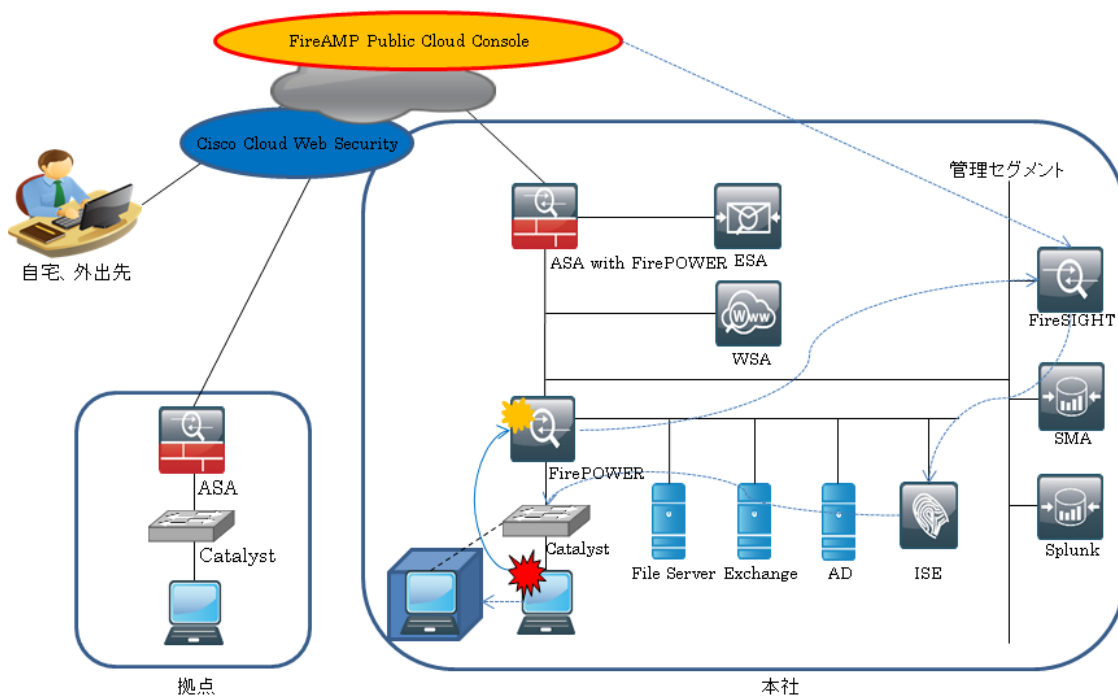 FireAMP Public Cloud Console
Cisco Cloud Web Security
管理セグメント
自宅、外出先
ASA with FirePOWER
ESA
WWW
WSA
FireSIGHT
SMA
Splunk
FirePOWER
ASA
Catalyst
Catalyst
File Server
Exchange
AD
ISE
拠点
本社